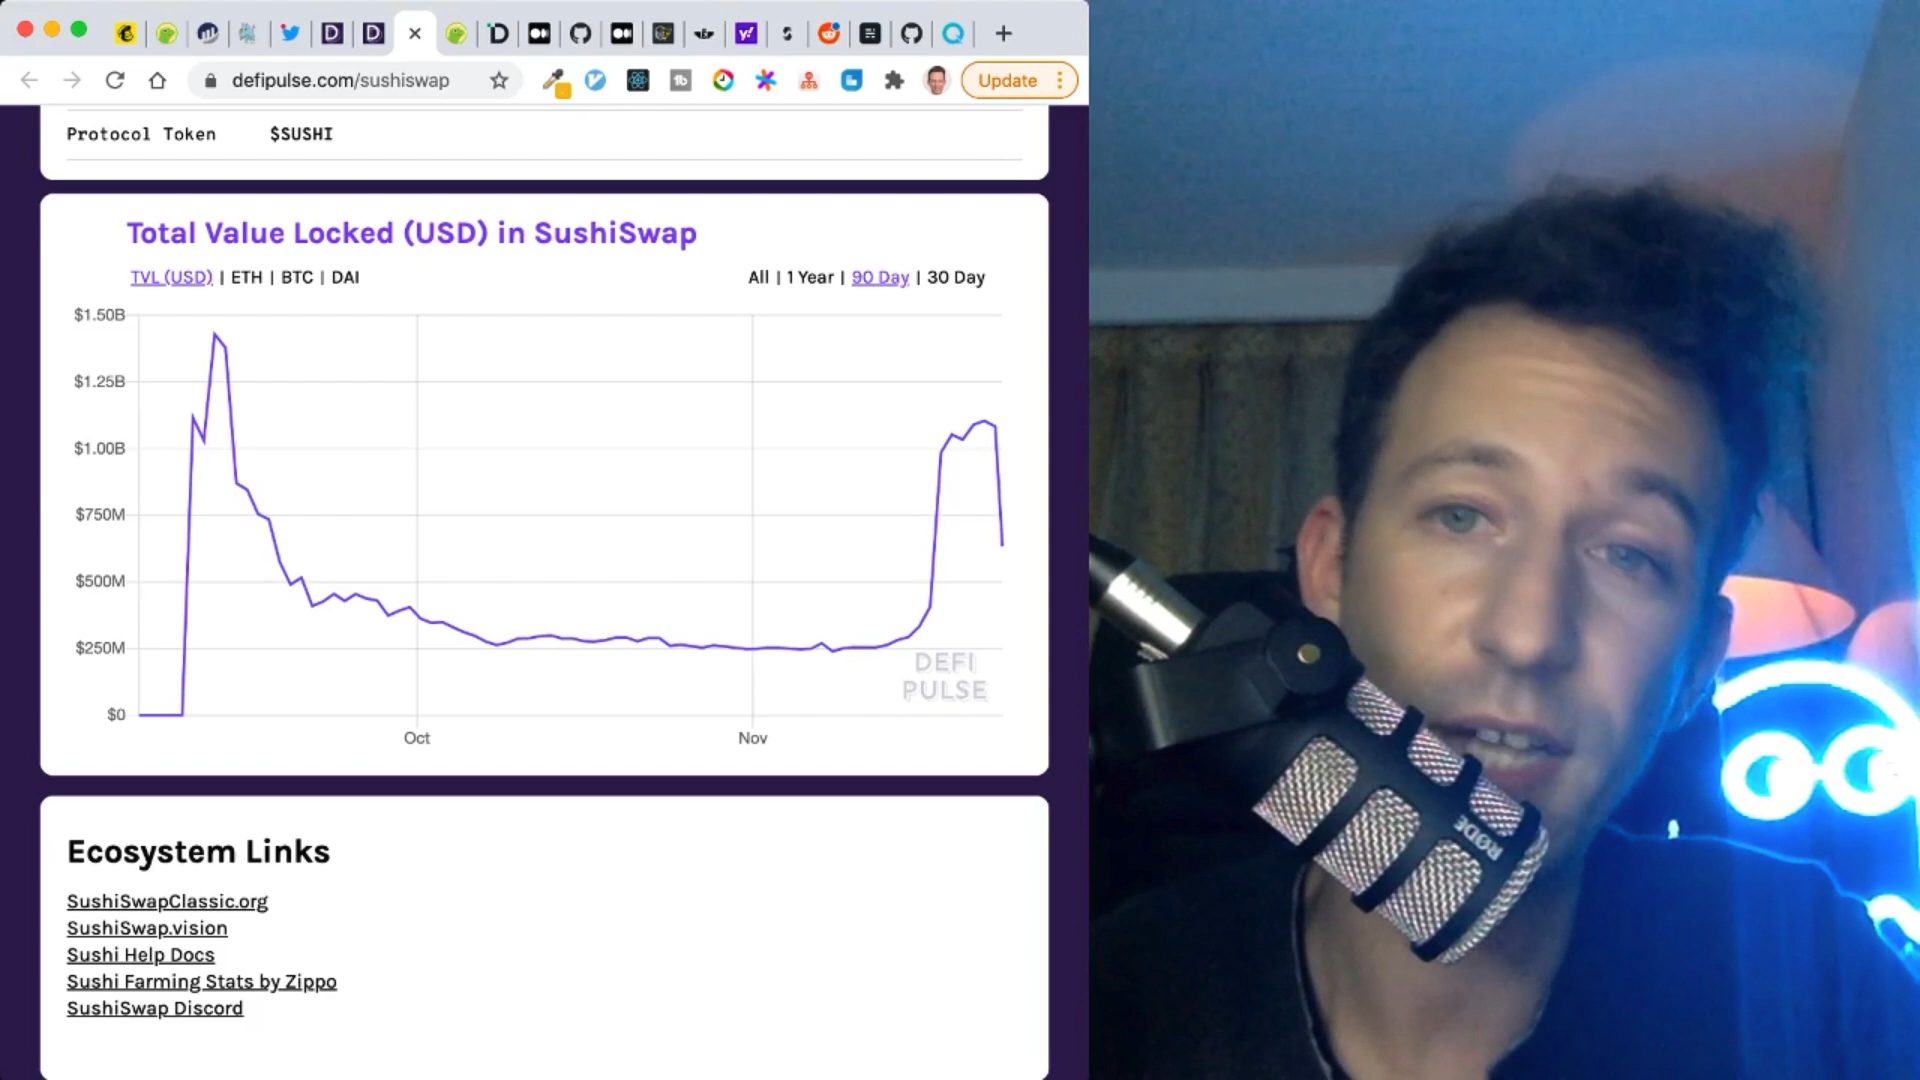 defipulse.com/sushiswap
Update
Protocol Token $SUSHI
Total Value Locked (USD) in SushiSwap
TVL (USD) | ETH | BTC | DAI
All | 1 Year | 90 Day | 30 Day
$1.50B
$1.25B
$1.00B
$750M
$500M
$250M
$0
DEFI
PULSE
Oct
Nov
Ecosystem Links
SushiSwapClassic.org
SushiSwap.vision
Sushi Help Docs
Sushi Farming Stats by Zippo
SushiSwap Discord
RØDE